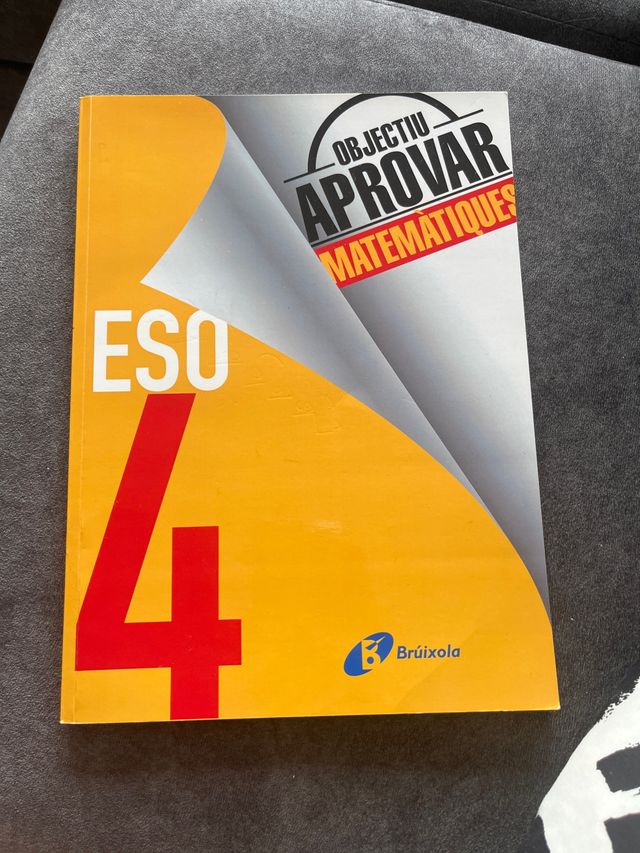 OBJECTIU
APROVAR
MATEMÀTIQUES
ESO
4
Brúixola